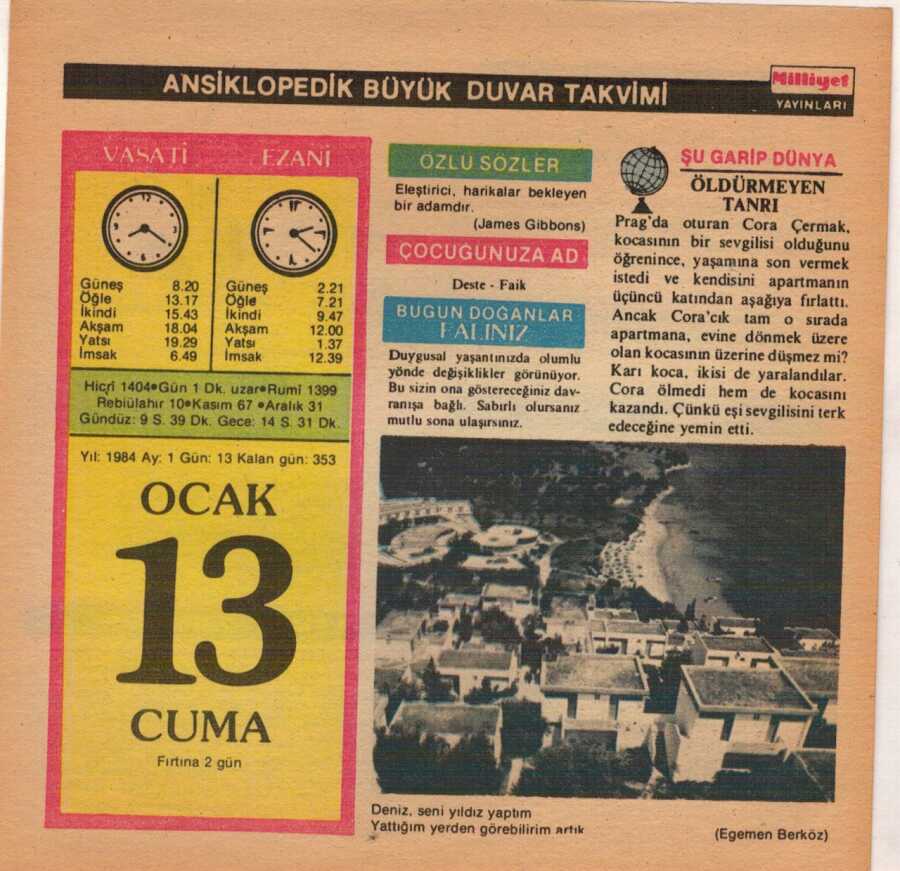 ANSİKLOPEDİK BÜYÜK DUVAR TAKVİMİ
Milliyet
YAYINLARI
VASATİ
EZANİ
Güneş 8.20
Öğle 13.17
İkindi 15.43
Akşam 18.04
Yatsı 19.29
İmsak 6.49
Güneş 2.21
Öğle 7.21
İkindi 9.47
Akşam 12.00
Yatsı 1.37
İmsak 12.39
Hicri 1404•Gün 1 Dk. uzar•Rumi 1399
Rebiülahır 10•Kasım 67 •Aralık 31
Gündüz: 9 S. 39 Dk. Gece: 14 S. 31 Dk.
Yıl: 1984 Ay: 1 Gün: 13 Kalan gün: 353
OCAK
13
CUMA
Fırtına 2 gün
ÖZLÜ SÖZLER
Eleştirici, harikalar bekleyen
bir adamdır.
(James Gibbons)
ÇOCUĞUNUZA AD
Deste - Faik
BUGÜN DOĞANLAR
FALINIZ
Duygusal yaşantınızda olumlu
yönde değişiklikler görünüyor.
Bu sizin ona göstereceğiniz dav-
ranışa bağlı. Sabırlı olursanız
mutlu sona ulaşırsınız.
ŞU GARİP DÜNYA
ÖLDÜRMEYEN
TANRI
Prag'da oturan Cora Çermak,
kocasının bir sevgilisi olduğunu
öğrenince, yaşamına son vermek
istedi ve kendisini apartmanın
üçüncü katından aşağıya fırlattı.
Ancak Cora'cık tam o sırada
apartmana, evine dönmek üzere
olan kocasının üzerine düşmez mi?
Karı koca, ikisi de yaralandılar.
Cora ölmedi hem de kocasını
kazandı. Çünkü eşi sevgilisini terk
edeceğine yemin etti.
Deniz, seni yıldız yaptım
Yattığım yerden görebilirim artık
(Egemen Berköz)